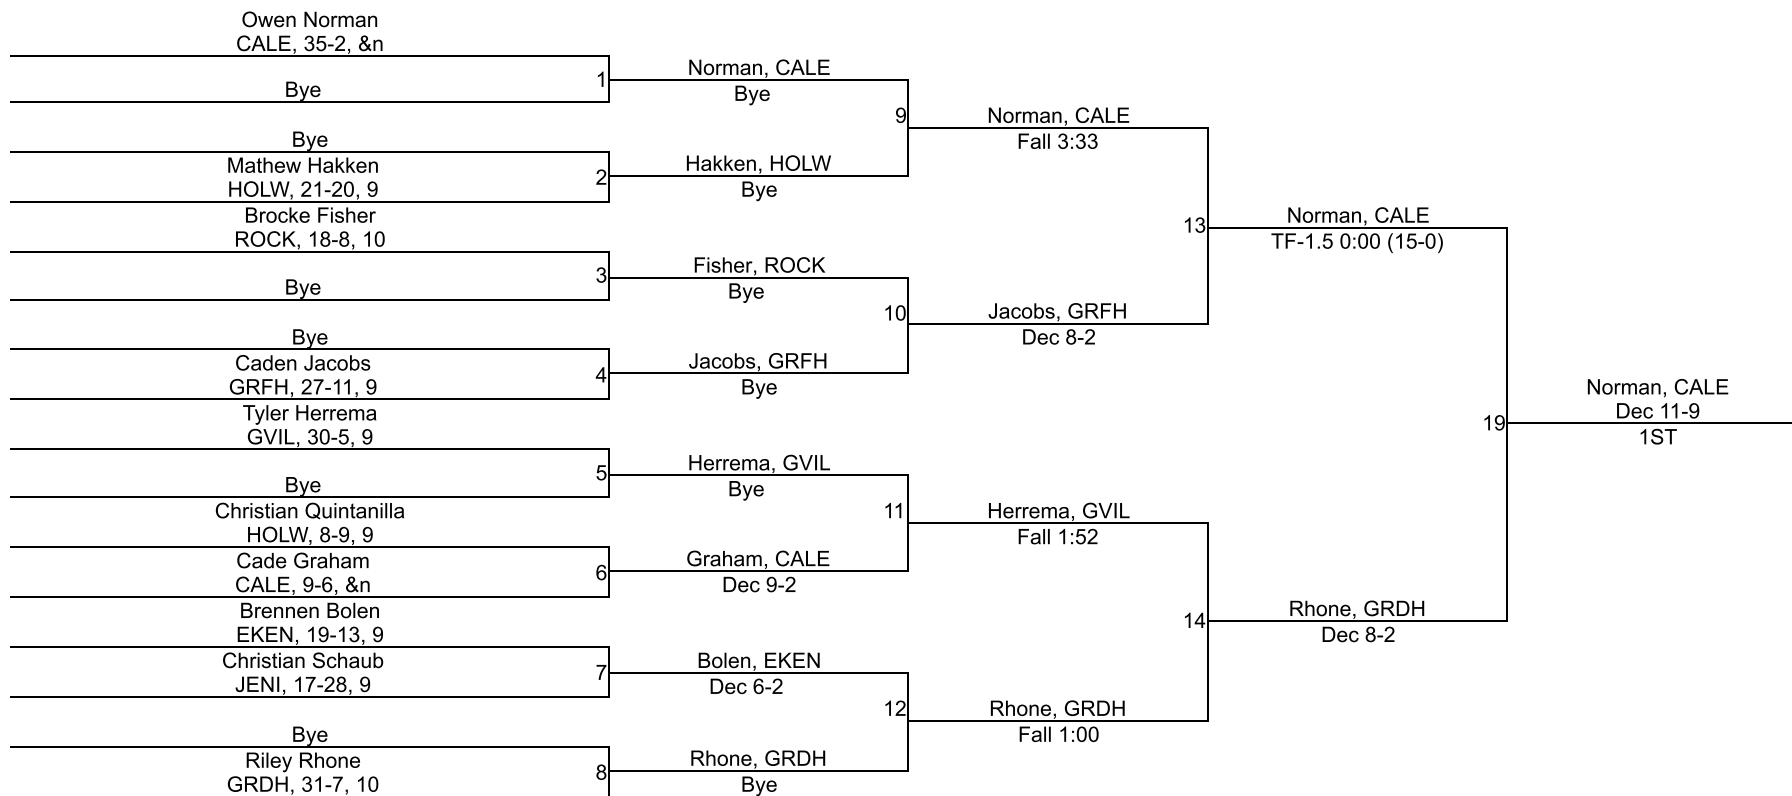 Owen Norman
CALE, 35-2, &n
Bye
1
Bye
Mathew Hakken
HOLW, 21-20, 9
2
Brocke Fisher
ROCK, 18-8, 10
Bye
3
Bye
Caden Jacobs
GRFH, 27-11, 9
4
Tyler Herrema
GVIL, 30-5, 9
Bye
5
Christian Quintanilla
HOLW, 8-9, 9
Cade Graham
CALE, 9-6, &n
6
Brennen Bolen
EKEN, 19-13, 9
Christian Schaub
JENI, 17-28, 9
7
Bye
Riley Rhone
GRDH, 31-7, 10
8
Norman, CALE
Bye
9
Hakken, HOLW
Bye
Fisher, ROCK
Bye
10
Jacobs, GRFH
Bye
Herrema, GVIL
Bye
11
Graham, CALE
Dec 9-2
Bolen, EKEN
Dec 6-2
12
Rhone, GRDH
Bye
Norman, CALE
Fall 3:33
13
Jacobs, GRFH
Dec 8-2
Herrema, GVIL
Fall 1:52
14
Rhone, GRDH
Fall 1:00
Norman, CALE
TF-1.5 0:00 (15-0)
19
Rhone, GRDH
Dec 8-2
Norman, CALE
Dec 11-9
1ST